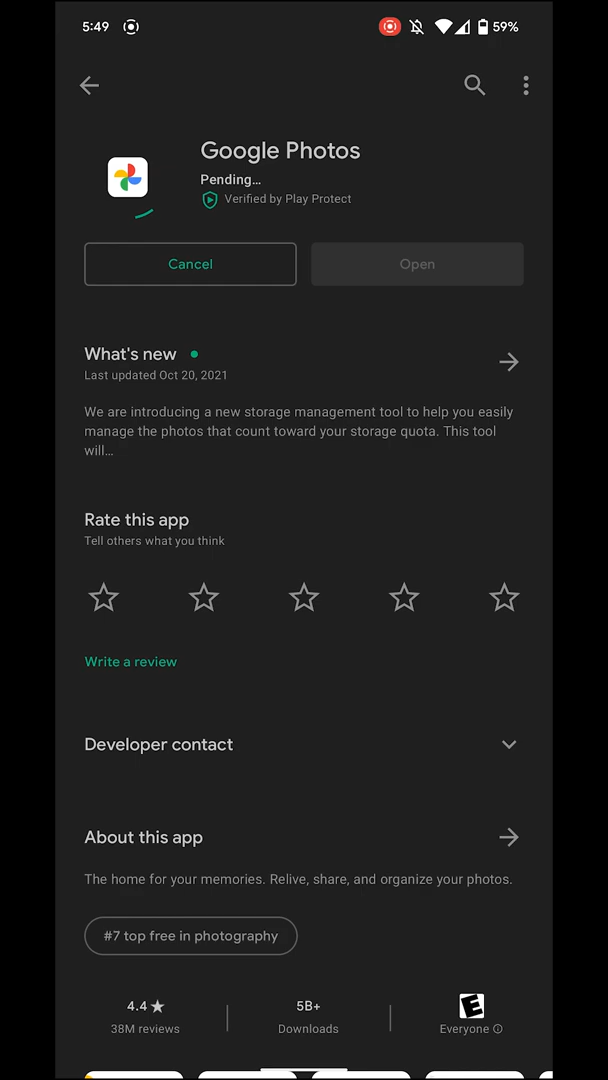 5:49
59%
Google Photos
Pending…
Verified by Play Protect
Cancel
Open
What's new
Last updated Oct 20, 2021
We are introducing a new storage management tool to help you easily
manage the photos that count toward your storage quota. This tool
will…
Rate this app
Tell others what you think
Write a review
Developer contact
About this app
The home for your memories. Relive, share, and organize your photos.
#7 top free in photography
4.4★ 5B+ E
38M reviews Downloads Everyone